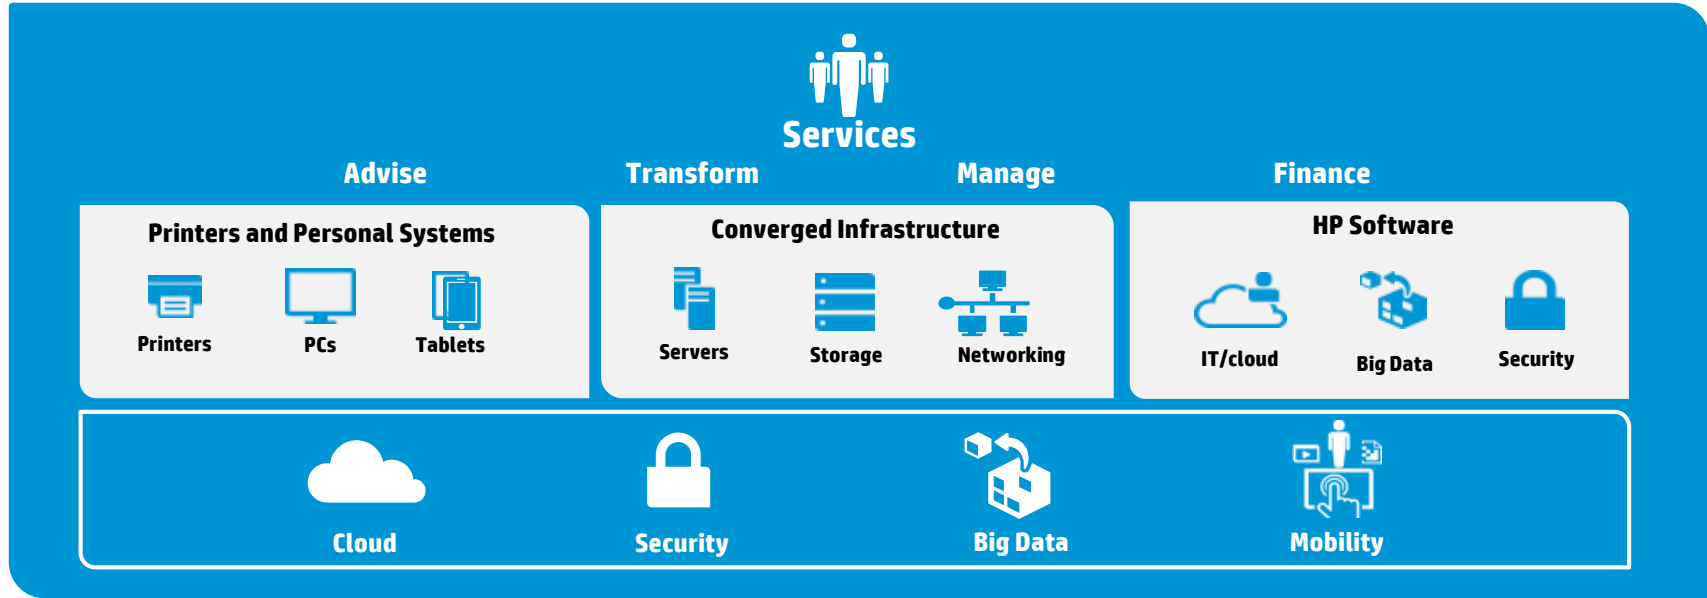 Services
Advise Transform Manage Finance
Printers and Personal Systems
Printers PCs Tablets
Converged Infrastructure
Servers Storage Networking
HP Software
IT/cloud Big Data Security
Cloud Security Big Data Mobility